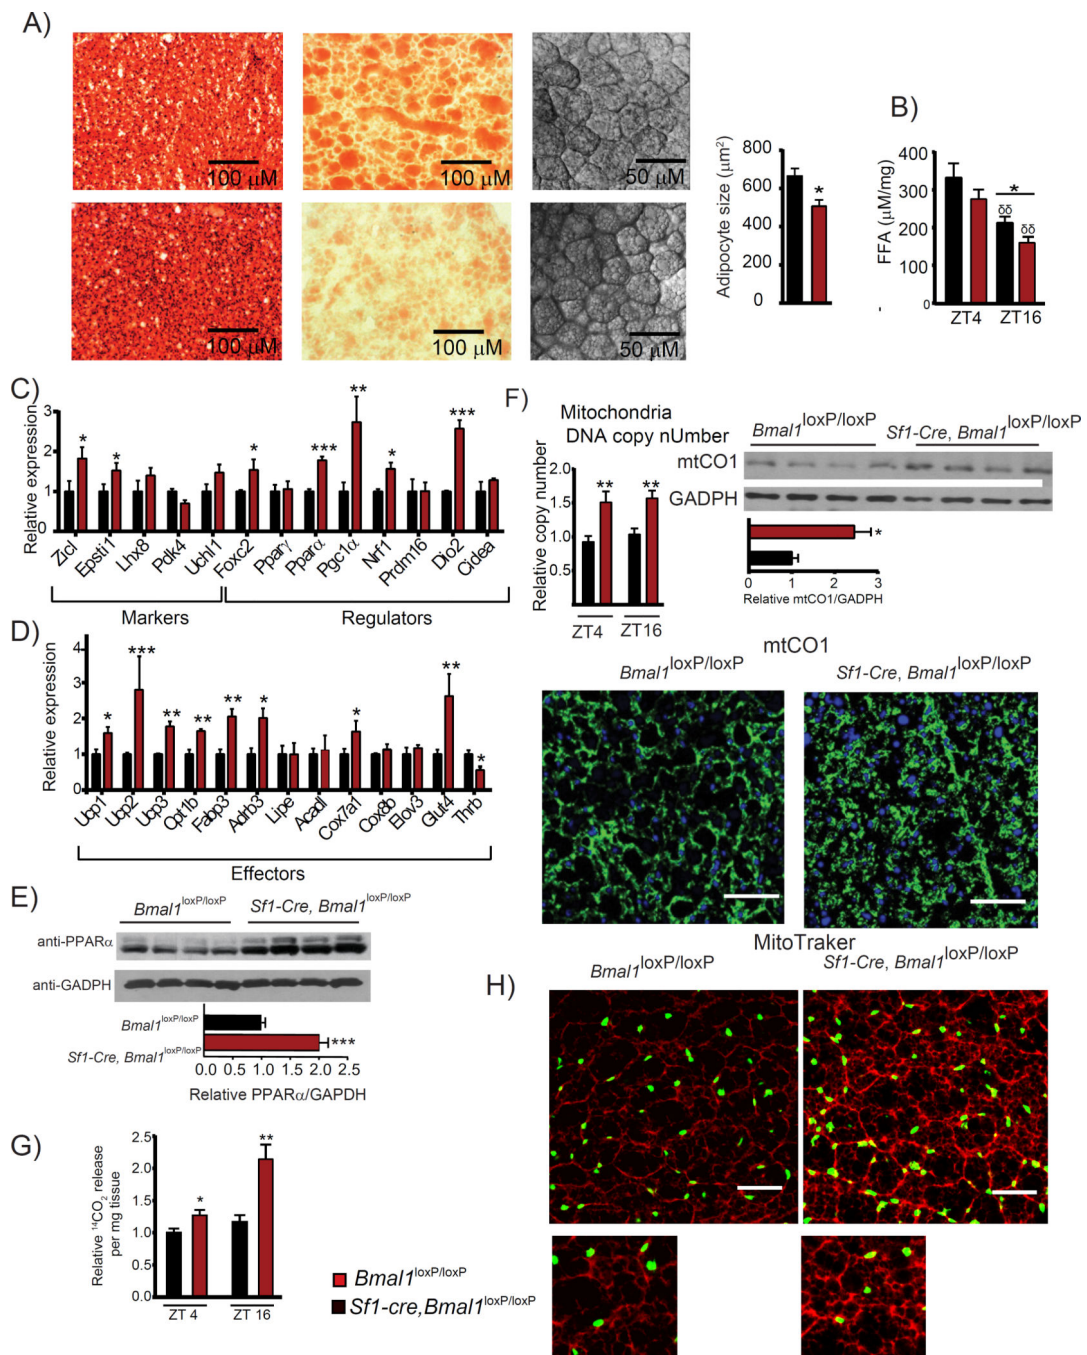 A)
100 μM
100 μM
50 μM
100 μM
100 μM
50 μM
Adipocyte size (μm²)
800
600
400
200
0
*
B)
FFA (μM/mg)
400
300
200
100
0
*
δδ
δδ
ZT4 ZT16
C)
Relative expression
3
2
1
0
* * * *** ** * ***
Zicl Epsti1 Lhx8 Pdk4 Uchl1 Foxc2 Pparγ Pparα Pgc1α Nrf1 Prdm16 Dio2 Cidea
Markers Regulators
D)
Relative expression
4
2
1
0
* *** ** ** ** * * ** *
Ucp1 Ucp2 Ucp3 Cpt1b Fabp3 Adrb3 Lipe Acadl Cox7a1 Cox8b Elov3 Glut4 Thrb
Effectors
E)
Bmal1loxP/loxP Sf1-Cre, Bmal1loxP/loxP
anti-PPARα
anti-GADPH
Bmal1loxP/loxP
Sf1-Cre, Bmal1loxP/loxP
***
0.0 0.5 1.0 1.5 2.0 2.5
Relative PPARα/GAPDH
F)
Mitochondria
DNA copy nUmber
Relative copy number
2.0
1.5
1.0
0.5
** **
ZT4 ZT16
Bmal1loxP/loxP Sf1-Cre, Bmal1loxP/loxP
mtCO1
GADPH
*
0 1 2 3
Relative mtCO1/GADPH
mtCO1
Bmal1loxP/loxP Sf1-Cre, Bmal1loxP/loxP
MitoTraker
G)
Relative ¹⁴CO₂ release
per mg tissue
2.5
2.0
1.5
1.0
0.5
0.0
* **
ZT 4 ZT 16
Bmal1loxP/loxP
Sf1-cre,Bmal1loxP/loxP
H)
Bmal1loxP/loxP Sf1-Cre, Bmal1loxP/loxP